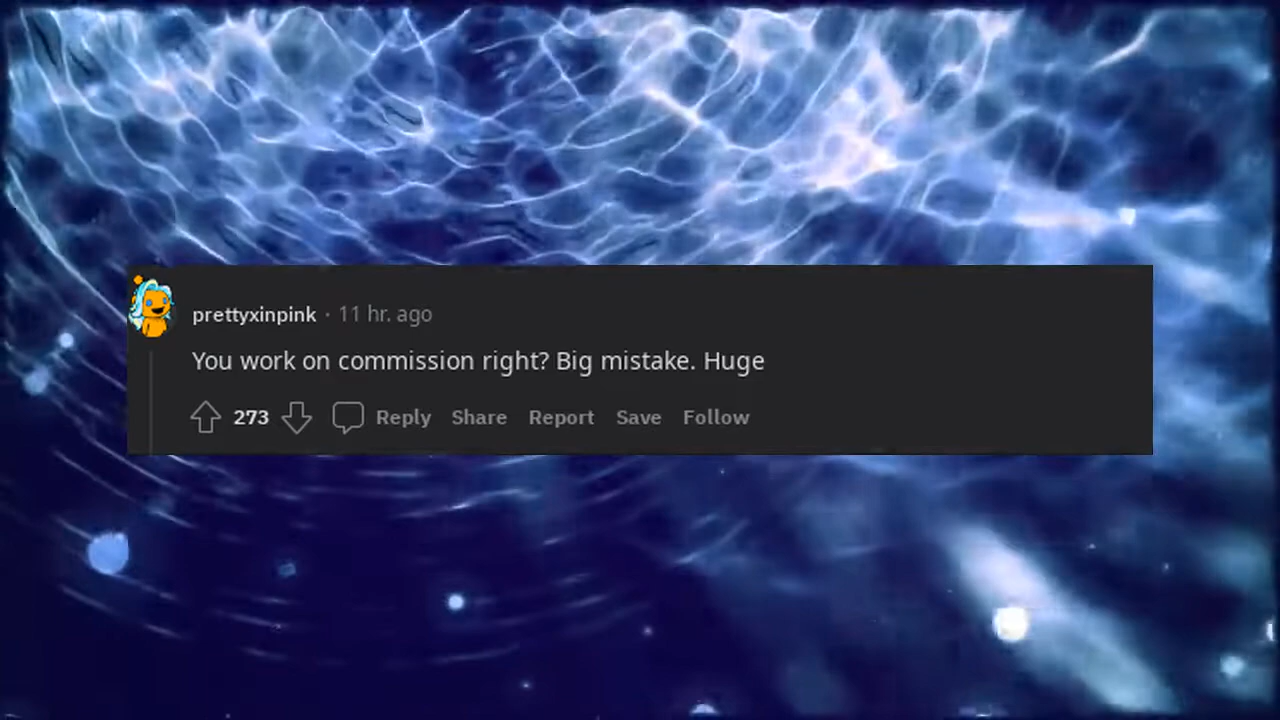 prettyxinpink · 11 hr. ago
You work on commission right? Big mistake. Huge
273 Reply Share Report Save Follow